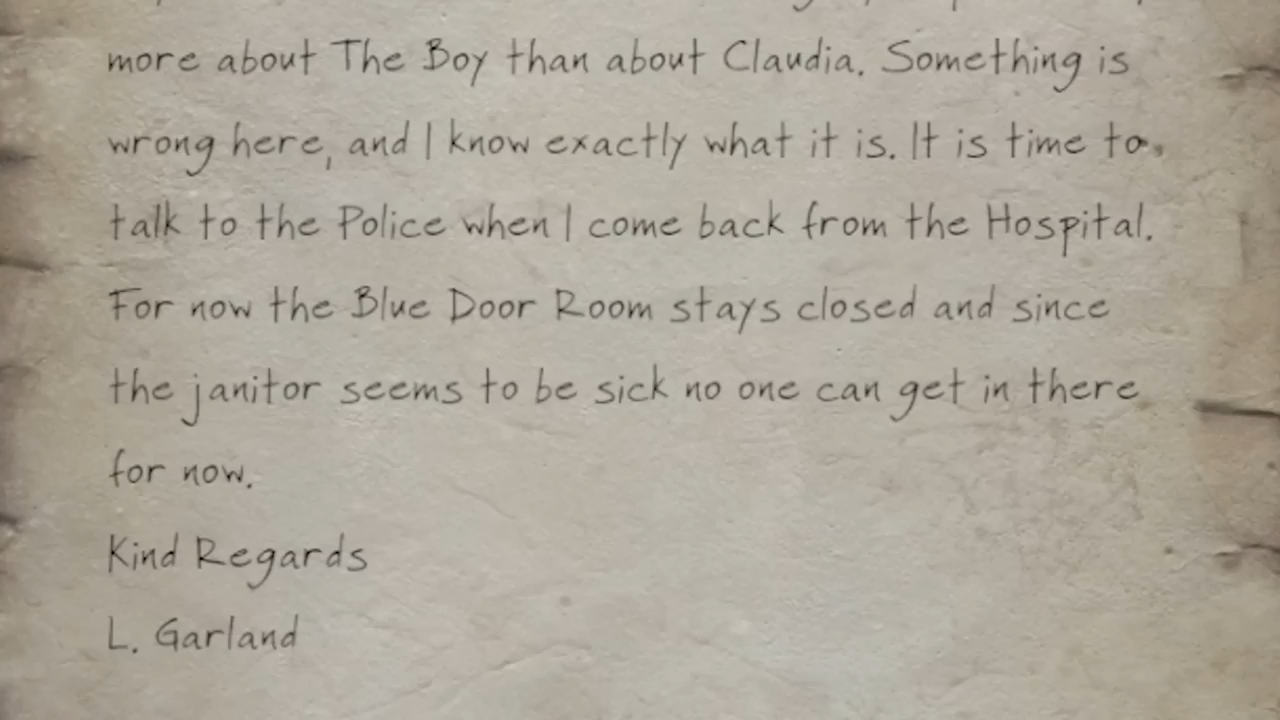 more about The Boy than about Claudia. Something is
wrong here, and I know exactly what it is. It is time to
talk to the Police when I come back from the Hospital.
For now the Blue Door Room stays closed and since
the janitor seems to be sick no one can get in there
for now.
Kind Regards
L. Garland